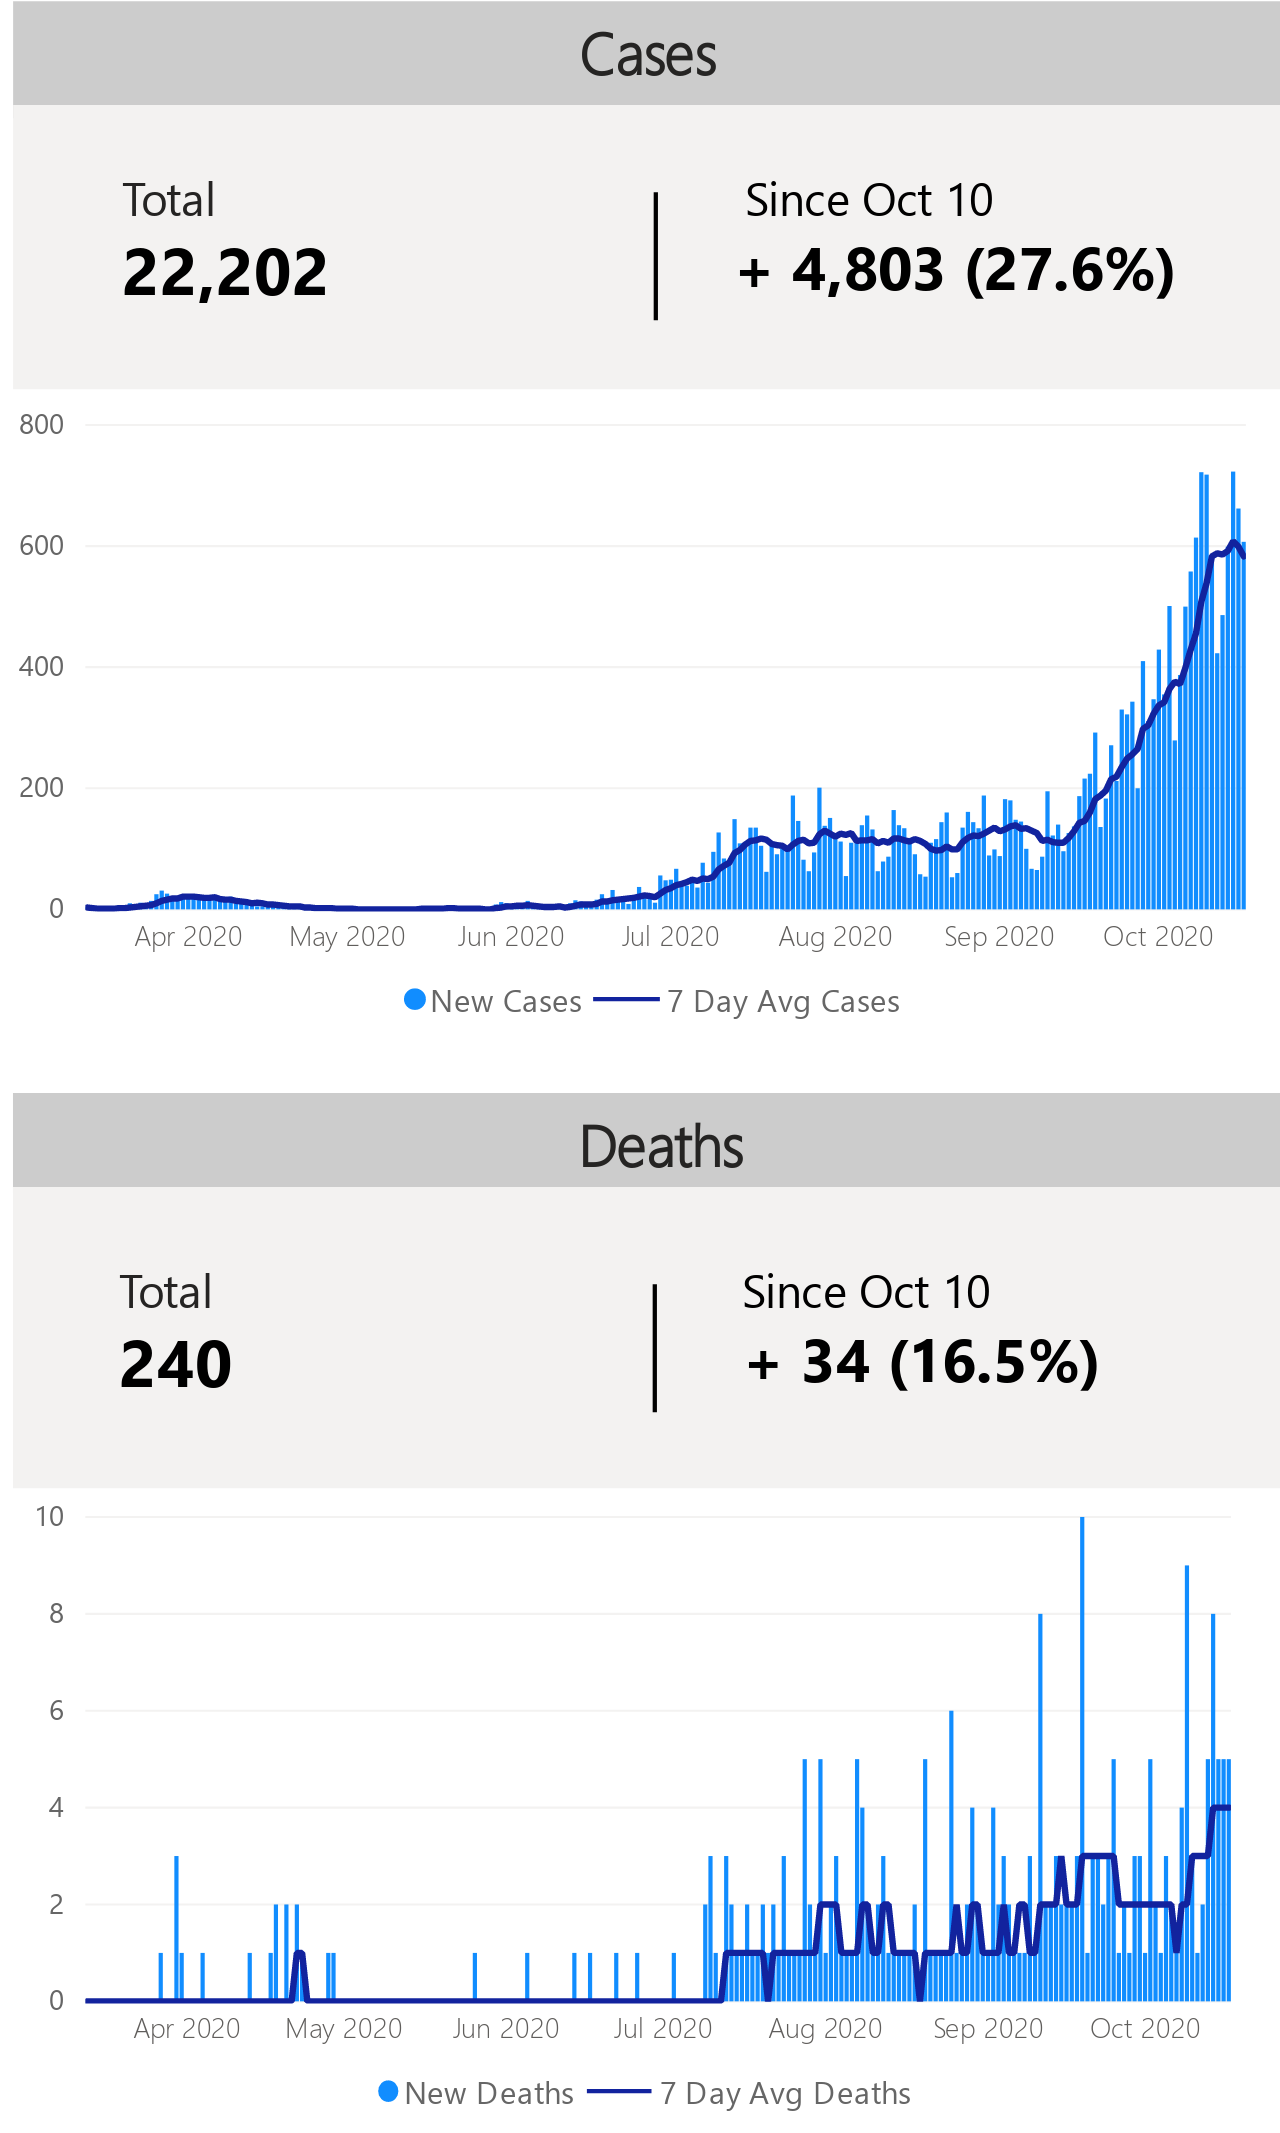 Cases
Total
Since Oct 10
22,202
+ 4,803 (27.6%)
800
600
400
200
0
Apr 2020 May 2020 Jun 2020 Jul 2020 Aug 2020 Sep 2020 Oct 2020
New Cases 7 Day Avg Cases
Deaths
Total
Since Oct 10
240
+ 34 (16.5%)
10
8
6
4
2
0
Apr 2020 May 2020 Jun 2020 Jul 2020 Aug 2020 Sep 2020 Oct 2020
New Deaths 7 Day Avg Deaths